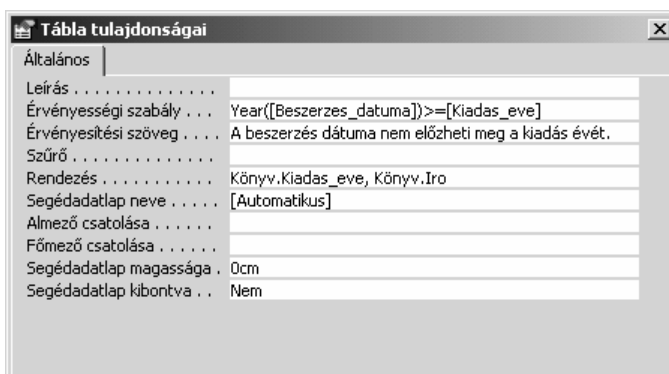 Tábla tulajdonságai
Általános
Leírás . . . . . . . . . . . . . .
Érvényességi szabály . . . Year([Beszerzes_datuma])>=[Kiadas_eve]
Érvényesítési szöveg . . . . A beszerzés dátuma nem előzheti meg a kiadás évét.
Szűrő . . . . . . . . . . . . . .
Rendezés . . . . . . . . . . . Könyv.Kiadas_eve, Könyv.Iro
Segédadatlap neve . . . . . [Automatikus]
Almező csatolása . . . . . .
Főmező csatolása . . . . . .
Segédadatlap magassága . 0cm
Segédadatlap kibontva . . Nem